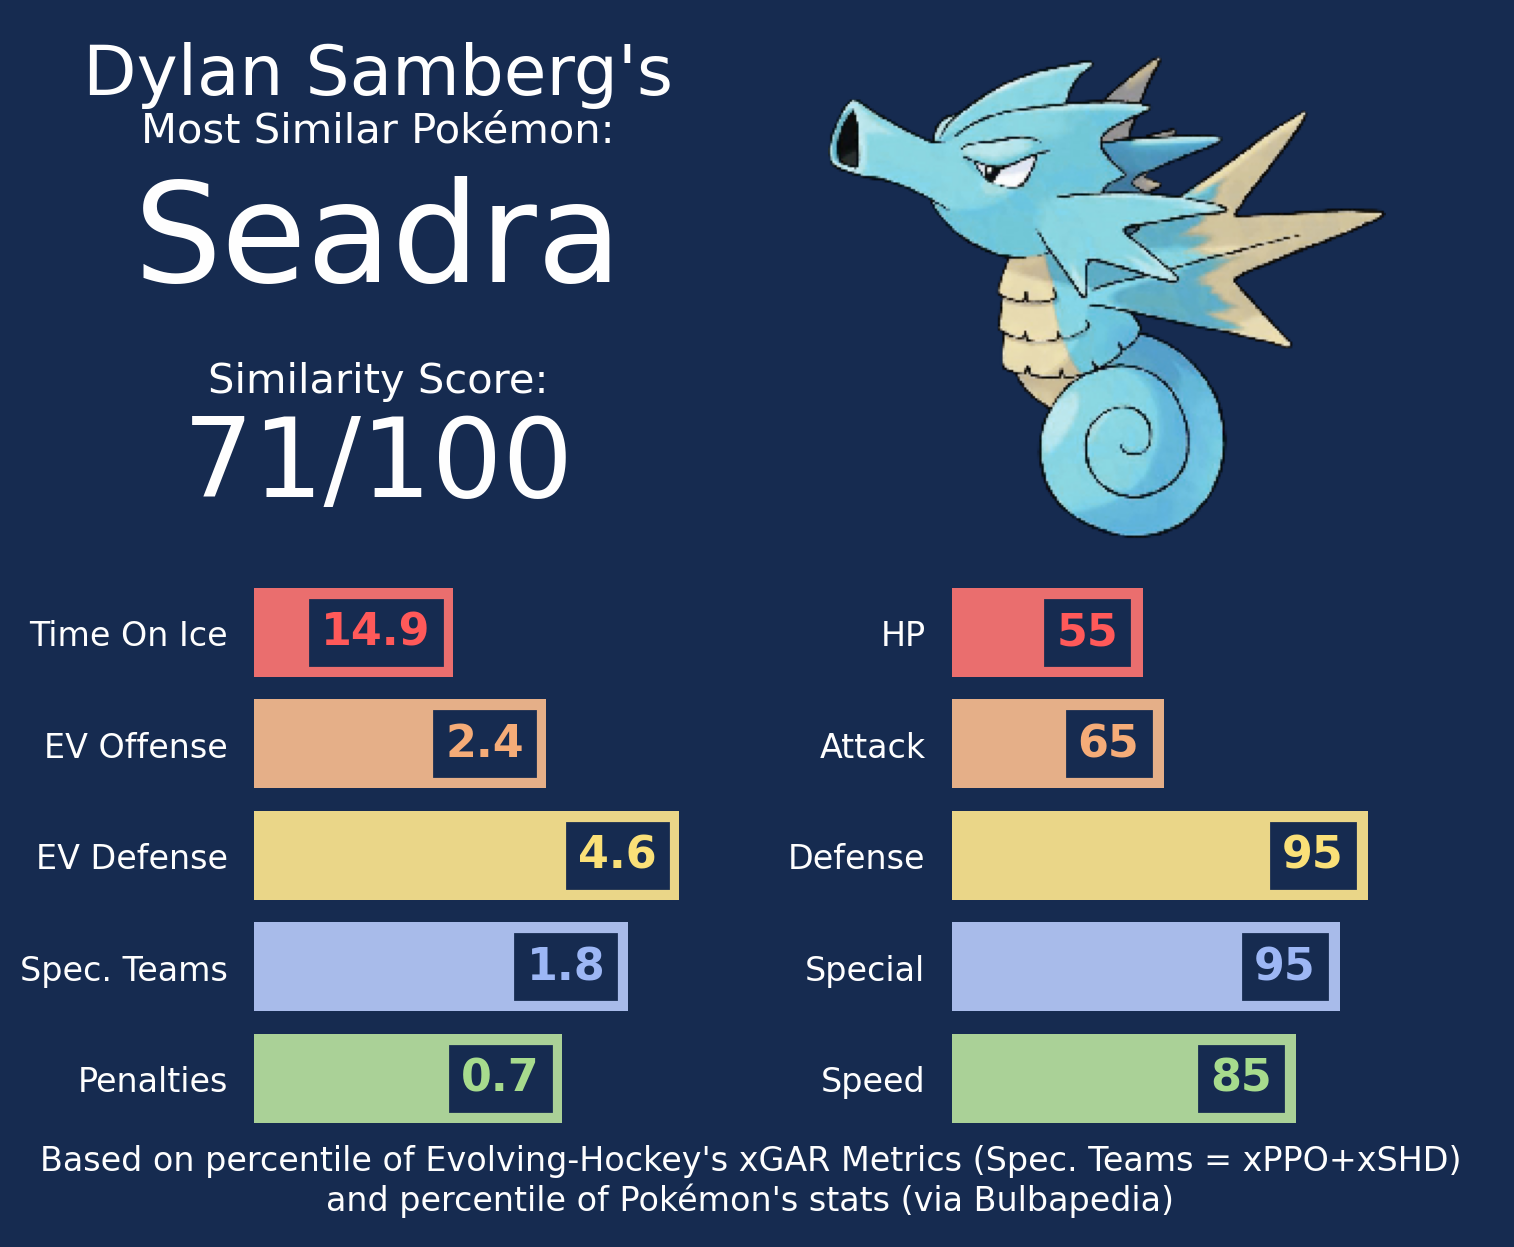 Dylan Samberg's
Most Similar Pokémon:
Seadra
Similarity Score:
71/100
Time On Ice 14.9
EV Offense 2.4
EV Defense 4.6
Spec. Teams 1.8
Penalties 0.7
HP 55
Attack 65
Defense 95
Special 95
Speed 85
Based on percentile of Evolving-Hockey's xGAR Metrics (Spec. Teams = xPPO+xSHD)
and percentile of Pokémon's stats (via Bulbapedia)